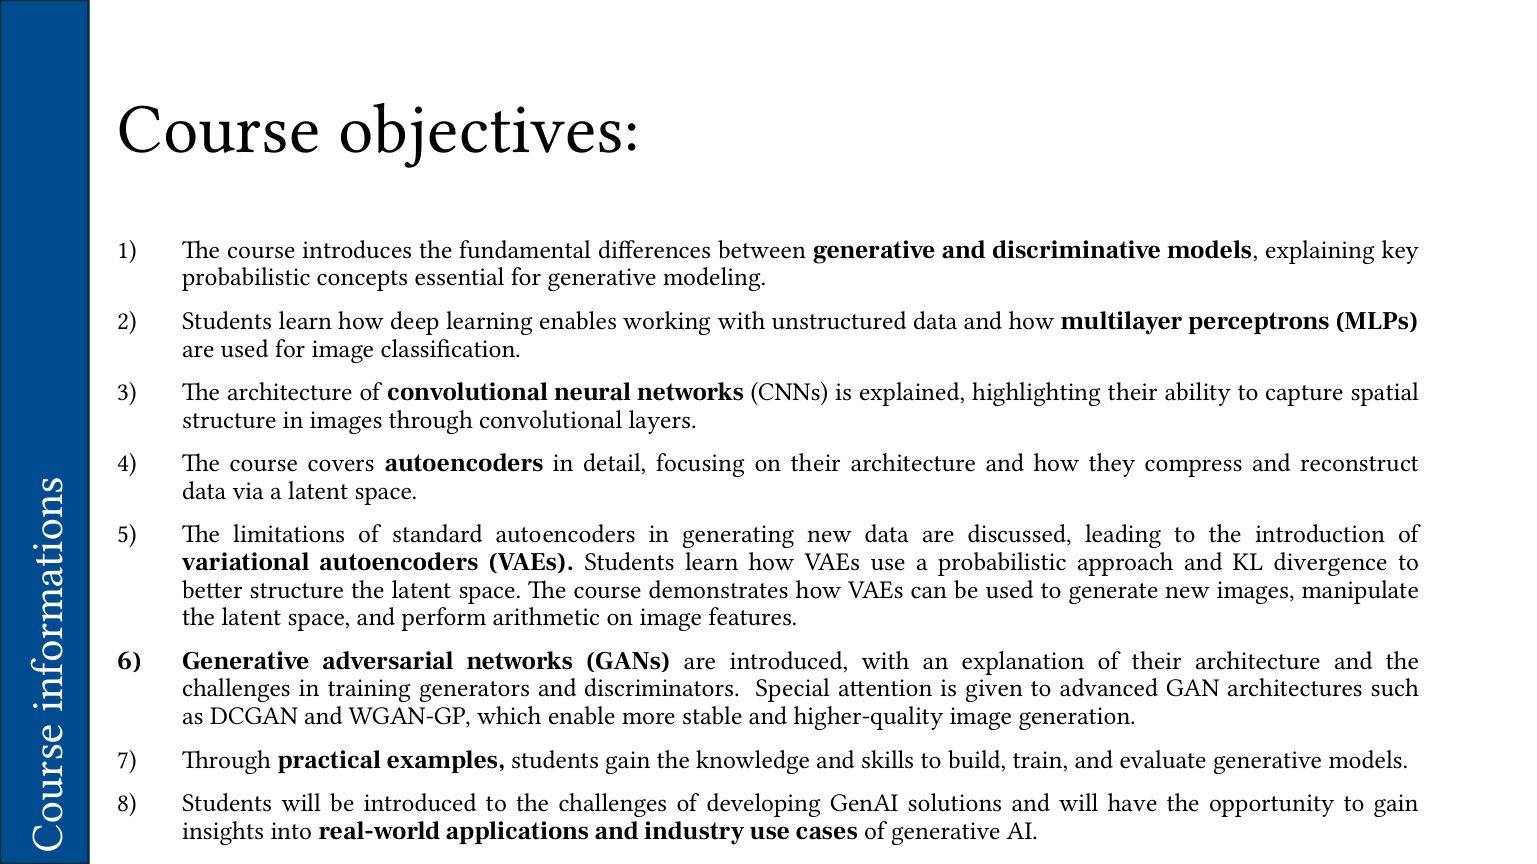 Course informations
Course objectives:
1) The course introduces the fundamental differences between generative and discriminative models, explaining key
probabilistic concepts essential for generative modeling.
2) Students learn how deep learning enables working with unstructured data and how multilayer perceptrons (MLPs)
are used for image classification.
3) The architecture of convolutional neural networks (CNNs) is explained, highlighting their ability to capture spatial
structure in images through convolutional layers.
4) The course covers autoencoders in detail, focusing on their architecture and how they compress and reconstruct
data via a latent space.
5) The limitations of standard autoencoders in generating new data are discussed, leading to the introduction of
variational autoencoders (VAEs). Students learn how VAEs use a probabilistic approach and KL divergence to
better structure the latent space. The course demonstrates how VAEs can be used to generate new images, manipulate
the latent space, and perform arithmetic on image features.
6) Generative adversarial networks (GANs) are introduced, with an explanation of their architecture and the
challenges in training generators and discriminators.  Special attention is given to advanced GAN architectures such
as DCGAN and WGAN-GP, which enable more stable and higher-quality image generation.
7) Through practical examples, students gain the knowledge and skills to build, train, and evaluate generative models.
8) Students will be introduced to the challenges of developing GenAI solutions and will have the opportunity to gain
insights into real-world applications and industry use cases of generative AI.